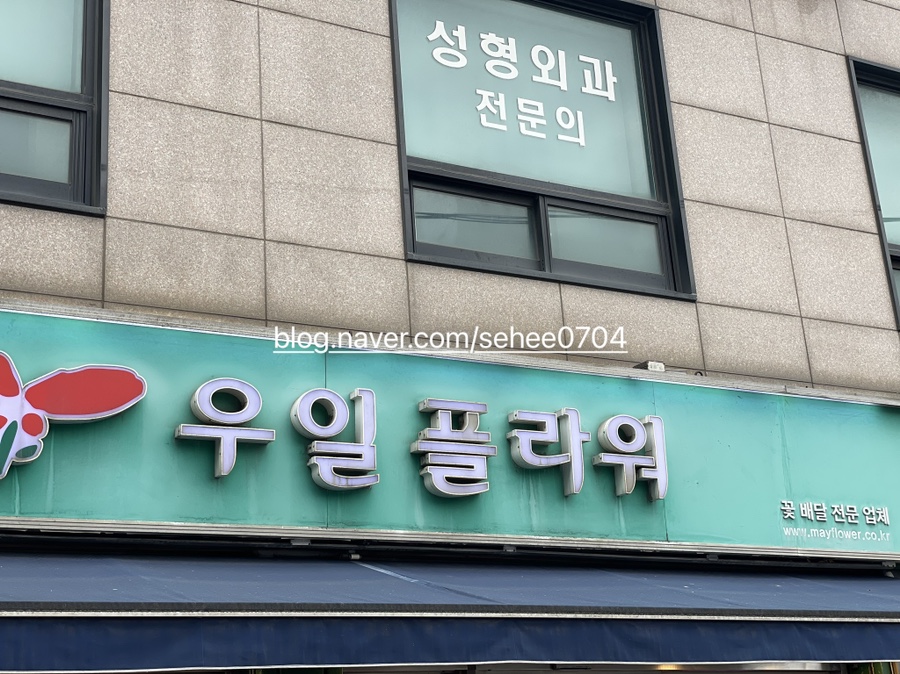 성형외과
전문의
blog.naver.com/sehee0704
우일플라워
꽃 배달 전문 업체
www.mayflower.co.kr